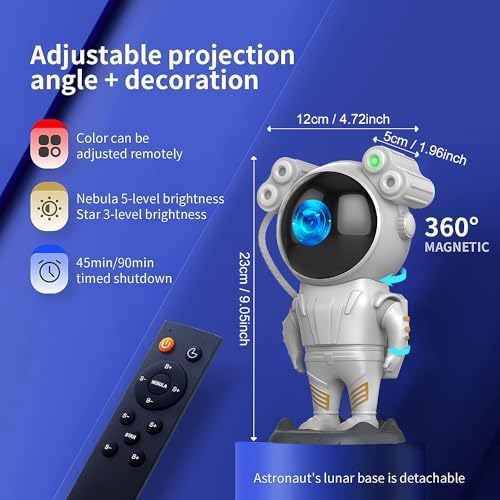 Adjustable projection
angle + decoration
Color can be
adjusted remotely
Nebula 5-level brightness
Star 3-level brightness
45min/90min
timed shutdown
12cm / 4.72inch
5cm / 1.96inch
23cm / 9.05inch
360°
MAGNETIC
B+
S- NEBULA S+
B-
S- S+
STAR
B- B+
Astronaut's lunar base is detachable